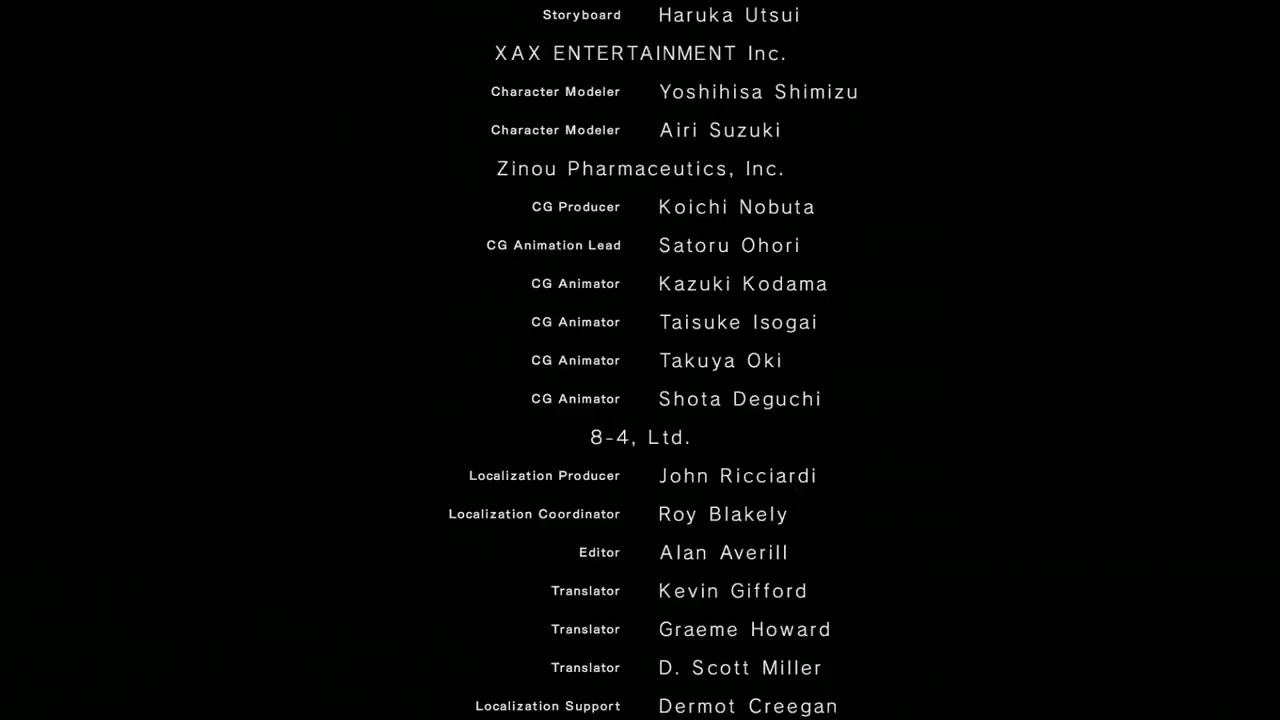 Storyboard Haruka Utsui
XAX ENTERTAINMENT Inc.
Character Modeler Yoshihisa Shimizu
Character Modeler Airi Suzuki
Zinou Pharmaceutics, Inc.
CG Producer Koichi Nobuta
CG Animation Lead Satoru Ohori
CG Animator Kazuki Kodama
CG Animator Taisuke Isogai
CG Animator Takuya Oki
CG Animator Shota Deguchi
8-4, Ltd.
Localization Producer John Ricciardi
Localization Coordinator Roy Blakely
Editor Alan Averill
Translator Kevin Gifford
Translator Graeme Howard
Translator D. Scott Miller
Localization Support Dermot Creegan